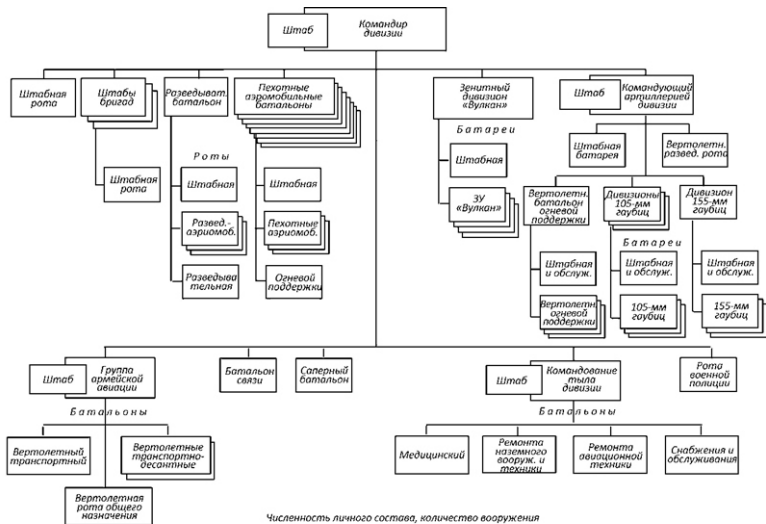 Штаб
Командир
дивизии
Штабная
рота
Штабы
бригад
Разведыват.
батальон
Пехотные
аэромобильные
батальоны
Зенитный
дивизион
«Вулкан»
Штаб
Командующий
артиллерией
дивизии
Штабная
рота
Роты
Штабная
Развед.-
аэриомоб.
Разведыва
тельная
Штабная
Пехотные
аэриомоб.
Огневой
поддержки
Батареи
Штабная
ЗУ
«Вулкан»
Штабная
батарея
Вертолетн.
развед. рота
Вертолетн.
батальон
огневой
поддержки
Дивизионы
105-мм
гаубиц
Дивизион
155-мм
гаубиц
Батареи
Штабная
и обслуж.
Штабная
и обслуж.
Штабная
и обслуж.
Вертолетн.
огневой
поддержки
105-мм
гаубиц
155-мм
гаубиц
Штаб
Группа
армейской
авиации
Батальон
связи
Саперный
батальон
Штаб
Командование
тыла
дивизии
Рота
военной
полиции
Батальоны
Вертолетный
транспортный
Вертолетные
транспортно-
десантные
Вертолетная
рота общего
назначения
Батальоны
Медицинский
Ремонта
наземного
вооруж. и
техники
Ремонта
авиационной
техники
Снабжения и
обслуживания
Численность личного состава, количество вооружения